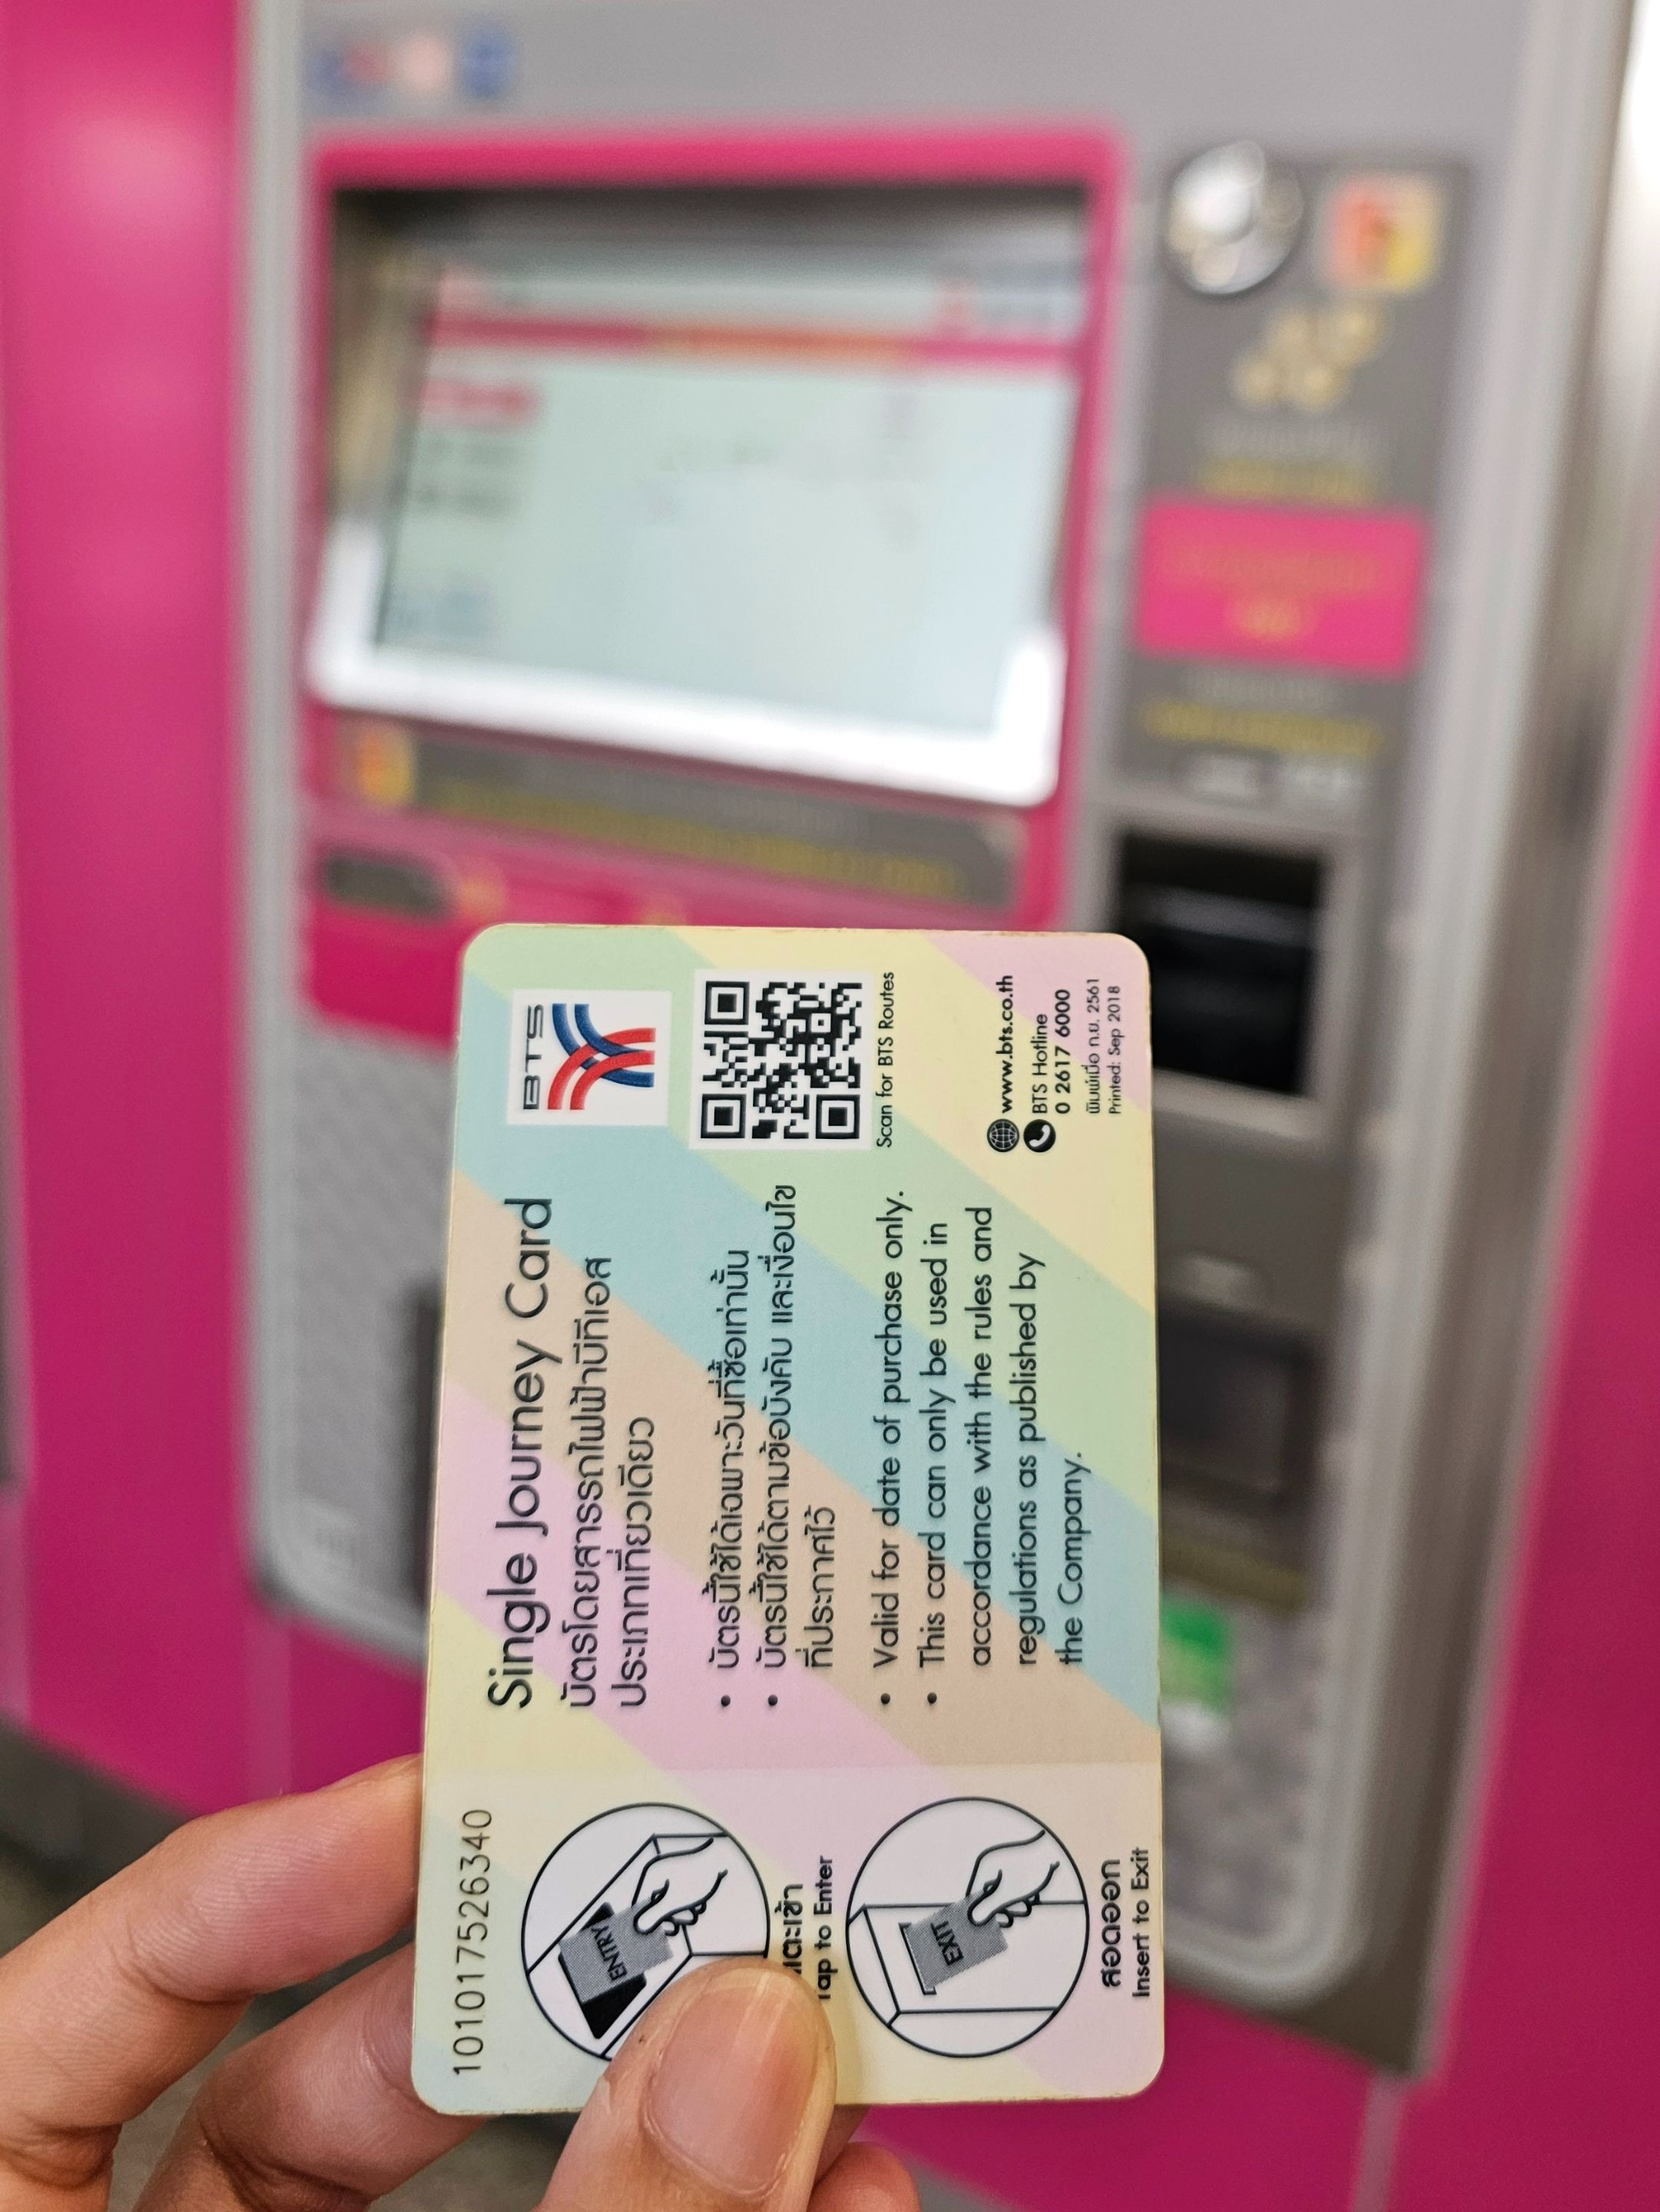 Single Journey Card
บัตรโดยสารรถไฟฟ้าบีทีเอส
ประเภทเที่ยวเดียว
• บัตรนี้ใช้ได้เฉพาะวันที่ซื้อเท่านั้น
• บัตรนี้ใช้ได้ตามข้อบังคับ และเงื่อนไข
ที่ประกาศไว้
• Valid for date of purchase only.
• This card can only be used in
accordance with the rules and
regulations as published by
the Company.
BTS
Scan for BTS Routes
www.bts.co.th
BTS Hotline
0 2617 6000
พิมพ์เมื่อ ก.ย. 2561
Printed: Sep 2018
101017526340
ENTRY
แตะเข้า
Tap to Enter
EXIT
สอดออก
Insert to Exit